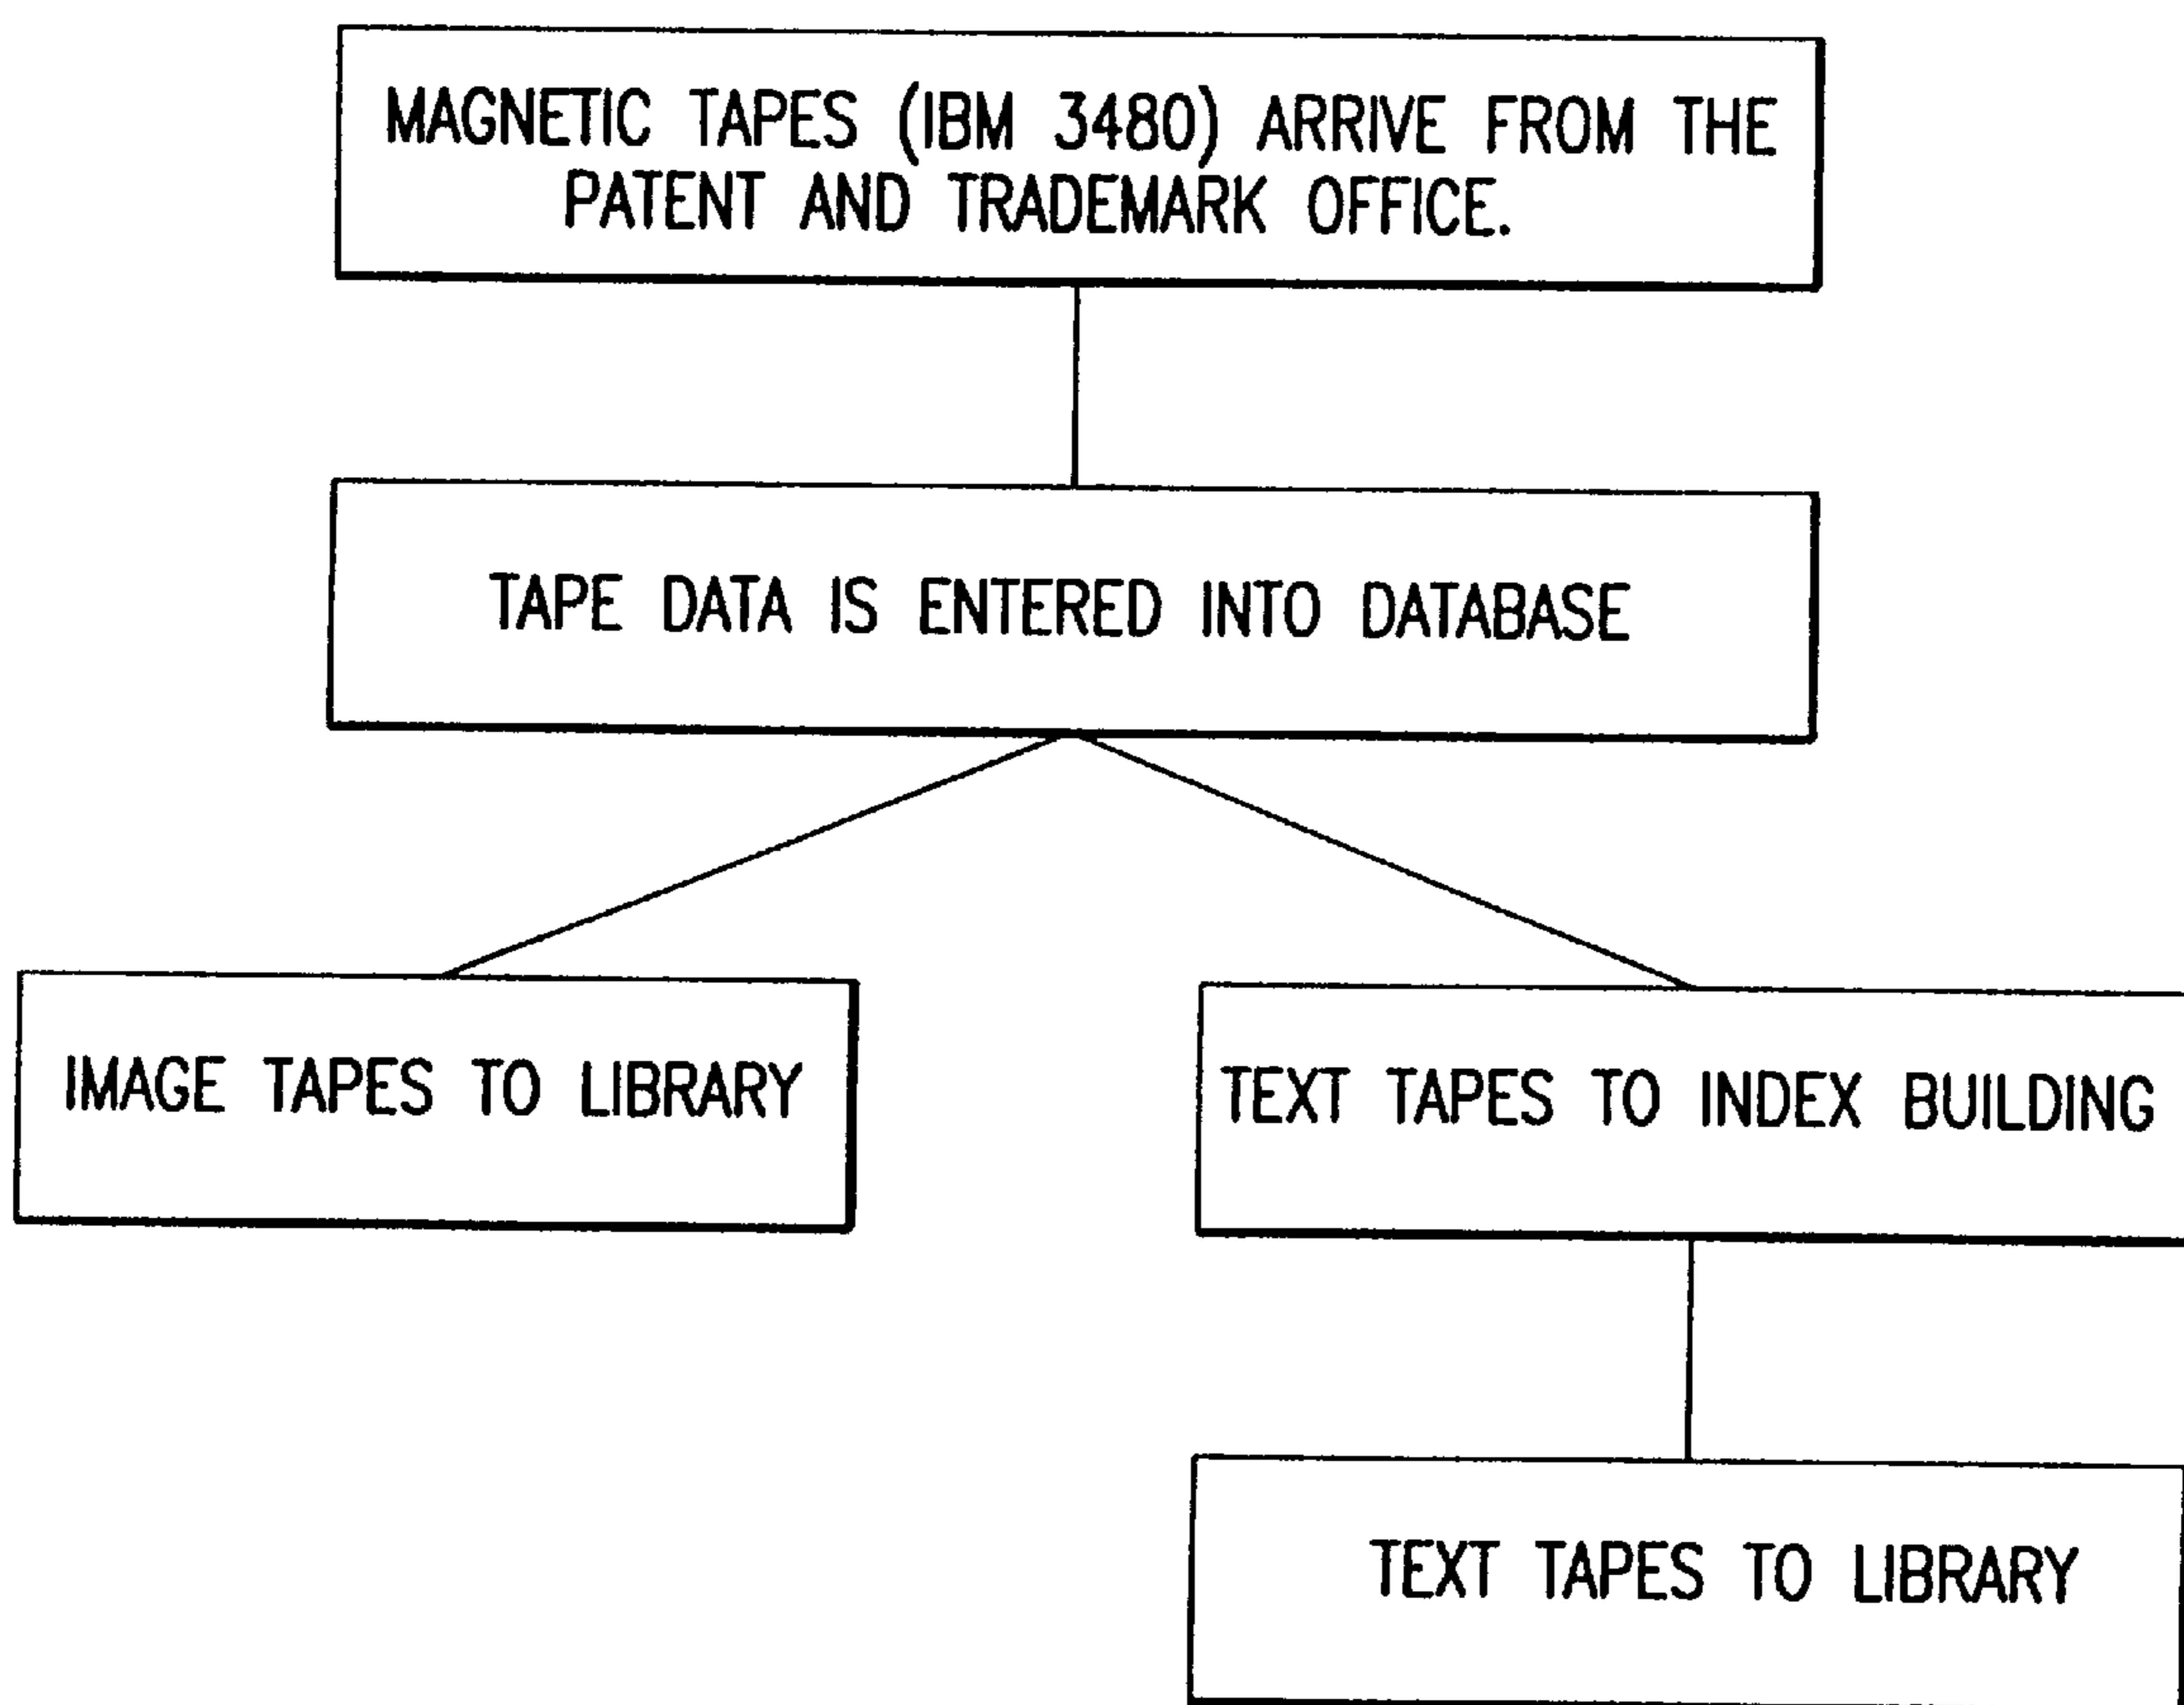 MAGNETIC TAPES (IBM 3480) ARRIVE FROM THE
PATENT AND TRADEMARK OFFICE.
TAPE DATA IS ENTERED INTO DATABASE
IMAGE TAPES TO LIBRARY
TEXT TAPES TO INDEX BUILDING
TEXT TAPES TO LIBRARY